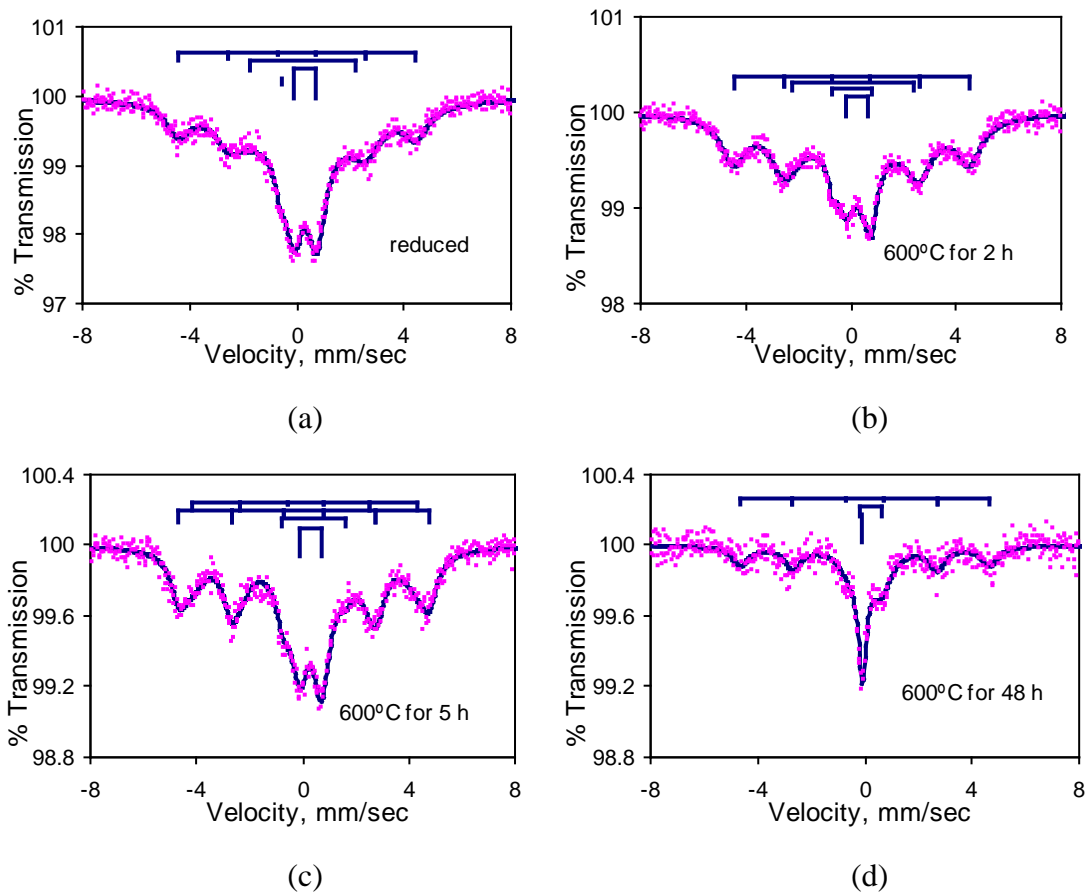 101
100
99
98
97
% Transmission
reduced
-8
-4
0
4
8
Velocity, mm/sec
(a)
101
100
99
98
% Transmission
600ºC for 2 h
-8
-4
0
4
8
Velocity, mm/sec
(b)
100.4
100
99.6
99.2
98.8
% Transmission
600ºC for 5 h
-8
-4
0
4
8
Velocity, mm/sec
(c)
100.4
100
99.6
99.2
98.8
% Transmission
600ºC for 48 h
-8
-4
0
4
8
Velocity, mm/sec
(d)